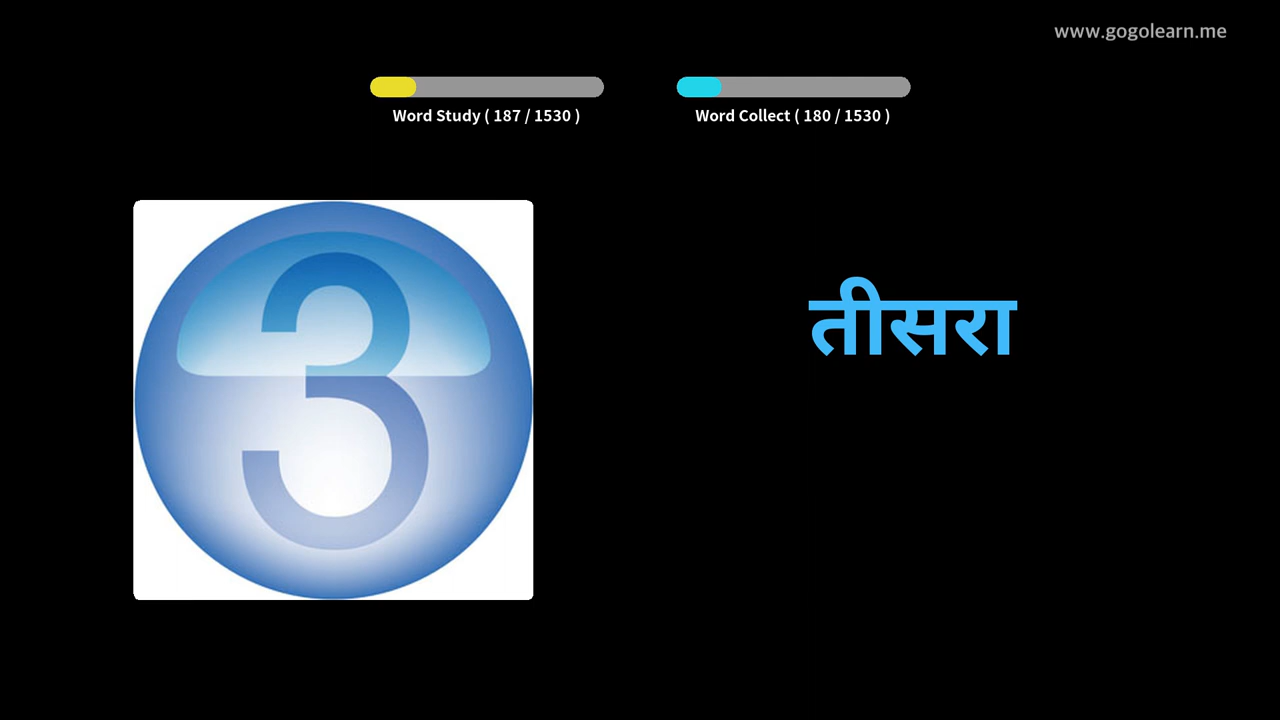 www.gogolearn.me
Word Study ( 187 / 1530 )
Word Collect ( 180 / 1530 )
3
तीसरा